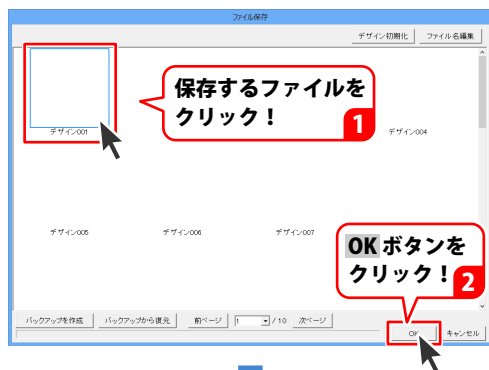 ファイル保存
デザイン初期化 ファイル名編集
保存するファイルを
クリック！
1
デザイン001
デザイン004
デザイン005 デザイン006 デザイン007
OK ボタンを
クリック！
2
バックアップを作成 バックアップから復元 前ページ 1 / 10 次ページ
OK キャンセル